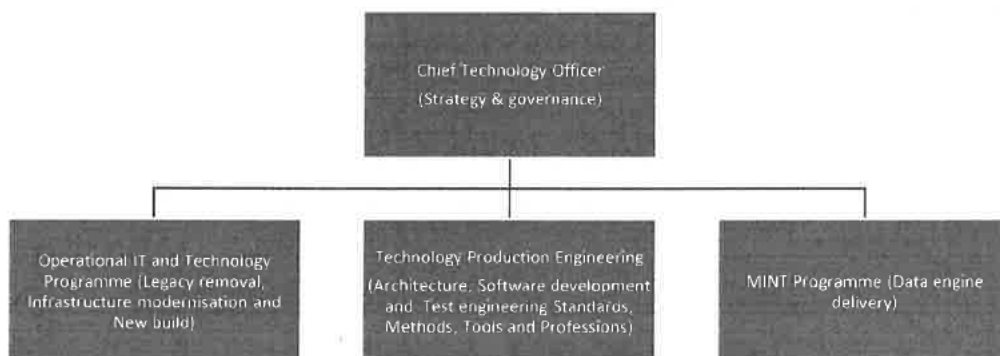 Chief Technology Officer
(Strategy & governance)
Operational IT and Technology
Programme (Legacy removal,
Infrastructure modernisation and
New build)
Technology Production Engineering
(Architecture, Software development
and Test engineering Standards,
Methods, Tools and Professions)
MINT Programme (Data engine
delivery)